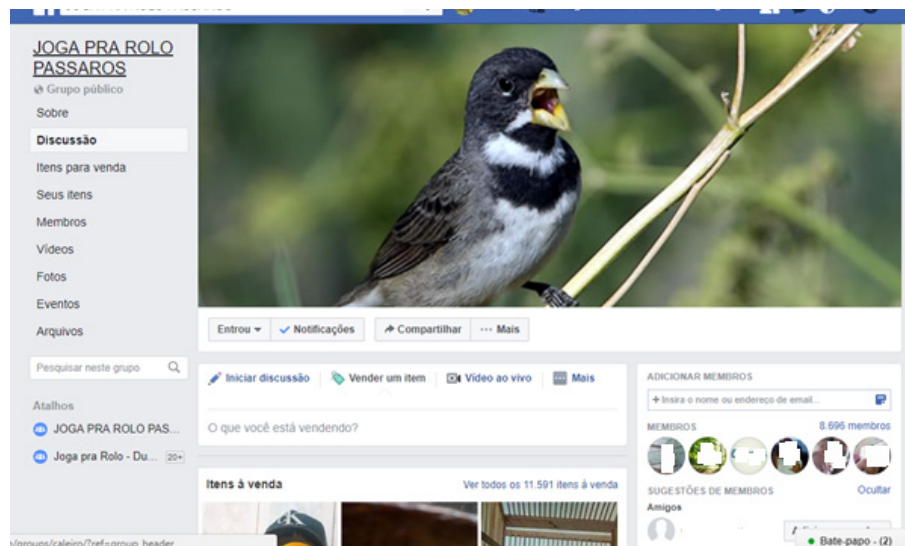 JOGA PRA ROLO
PASSAROS
Grupo público
Sobre
Discussão
Itens para venda
Seus itens
Membros
Vídeos
Fotos
Eventos
Arquivos
Pesquisar neste grupo
Atalhos
JOGA PRA ROLO PAS...
Joga pra Rolo - Du... 20+
Entrou Notificações Compartilhar ... Mais
Iniciar discussão Vender um item Vídeo ao vivo Mais
O que você está vendendo?
Itens à venda Ver todos os 11.591 itens à venda
ADICIONAR MEMBROS
+ Insira o nome ou endereço de email...
MEMBROS 8.696 membros
SUGESTÕES DE MEMBROS Ocultar
Amigos
Bate-papo - (2)
/groups/caleiro/?ref=group_header